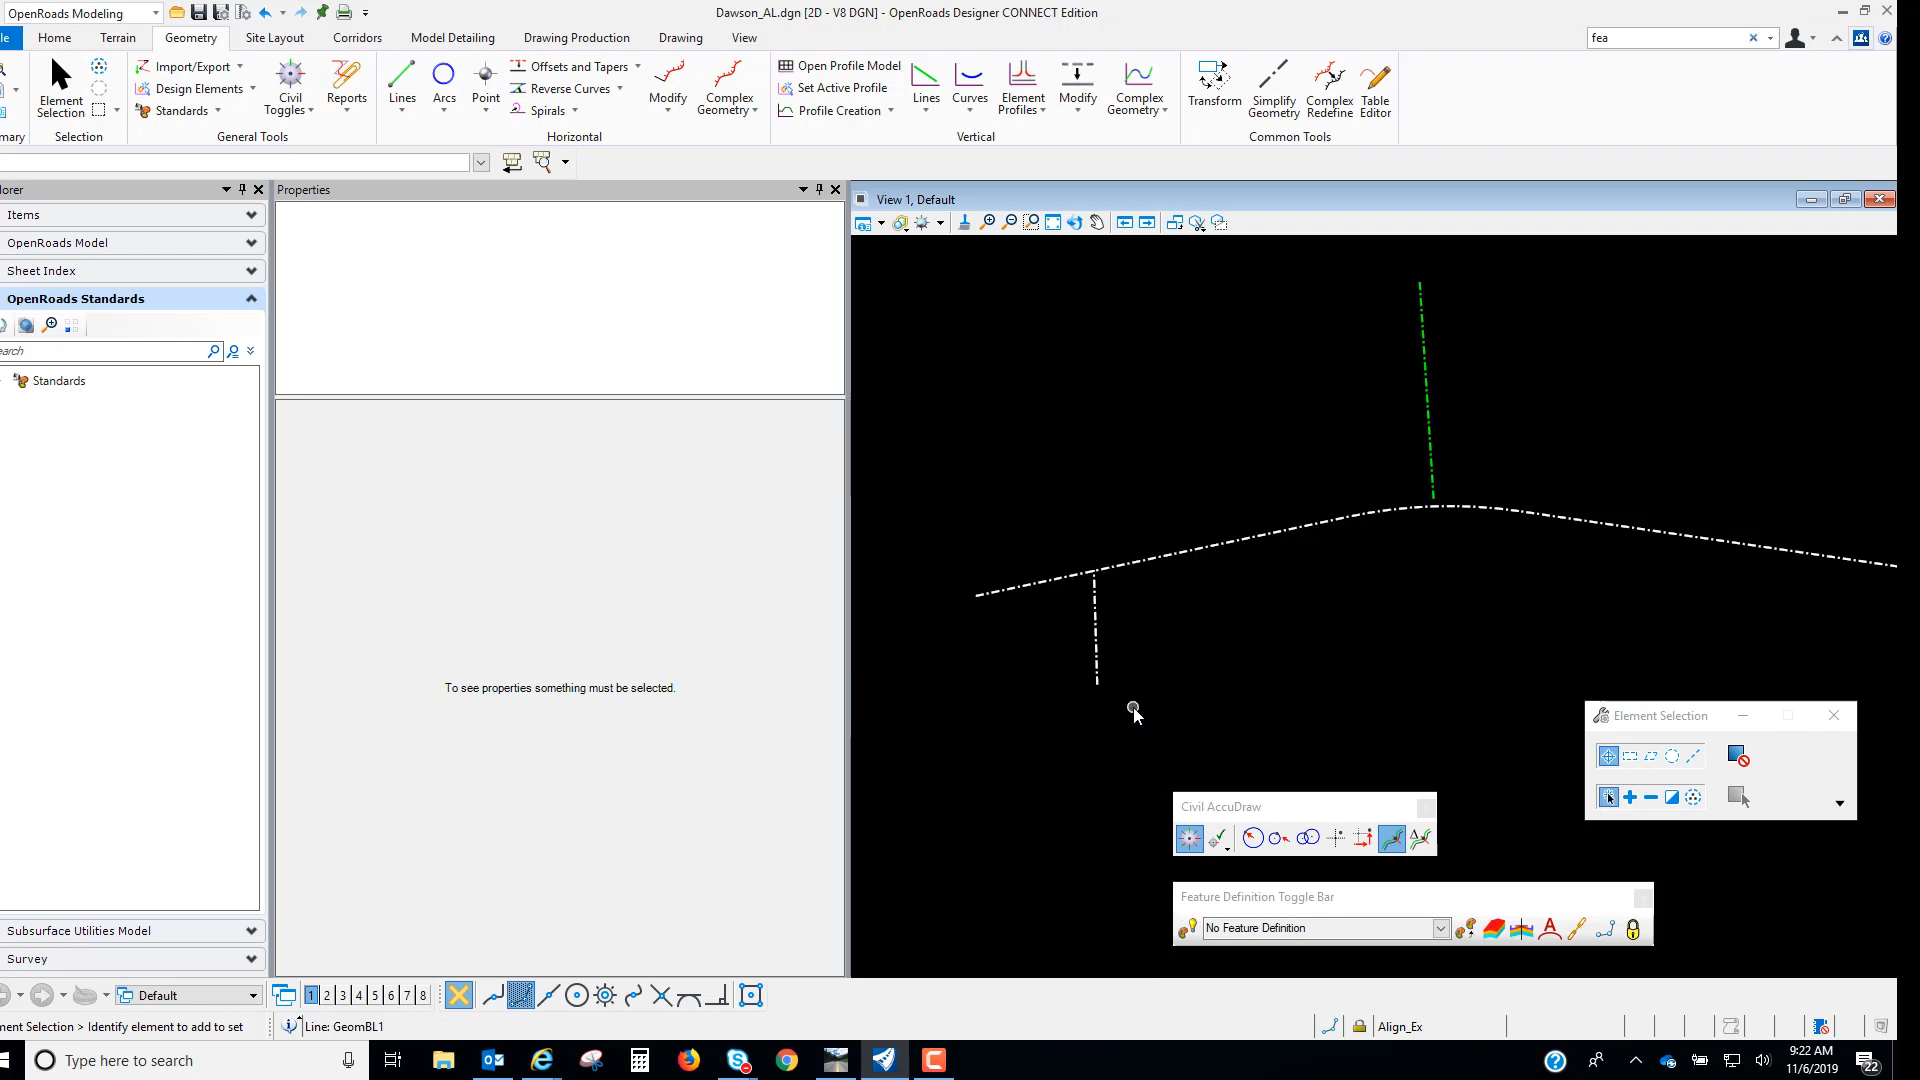 OpenRoads Modeling
Dawson_AL.dgn [2D - V8 DGN] - OpenRoads Designer CONNECT Edition
le Home Terrain Geometry Site Layout Corridors Model Detailing Drawing Production Drawing View
fea
Element Selection
mary Selection
Import/Export
Design Elements
Standards
Civil Toggles
Reports
General Tools
Lines Arcs Point
Offsets and Tapers
Reverse Curves
Spirals
Modify
Complex Geometry
Horizontal
Open Profile Model
Set Active Profile
Profile Creation
Lines Curves
Element Profiles
Modify
Complex Geometry
Vertical
Transform
Simplify Geometry
Complex Redefine
Table Editor
Common Tools
lorer
Items
OpenRoads Model
Sheet Index
OpenRoads Standards
earch
Standards
Subsurface Utilities Model
Survey
Properties
To see properties something must be selected.
View 1, Default
Element Selection
Civil AccuDraw
Feature Definition Toggle Bar
No Feature Definition
Default
1 2 3 4 5 6 7 8
ment Selection > Identify element to add to set
Line: GeomBL1
Align_Ex
Type here to search
9:22 AM
11/6/2019
22